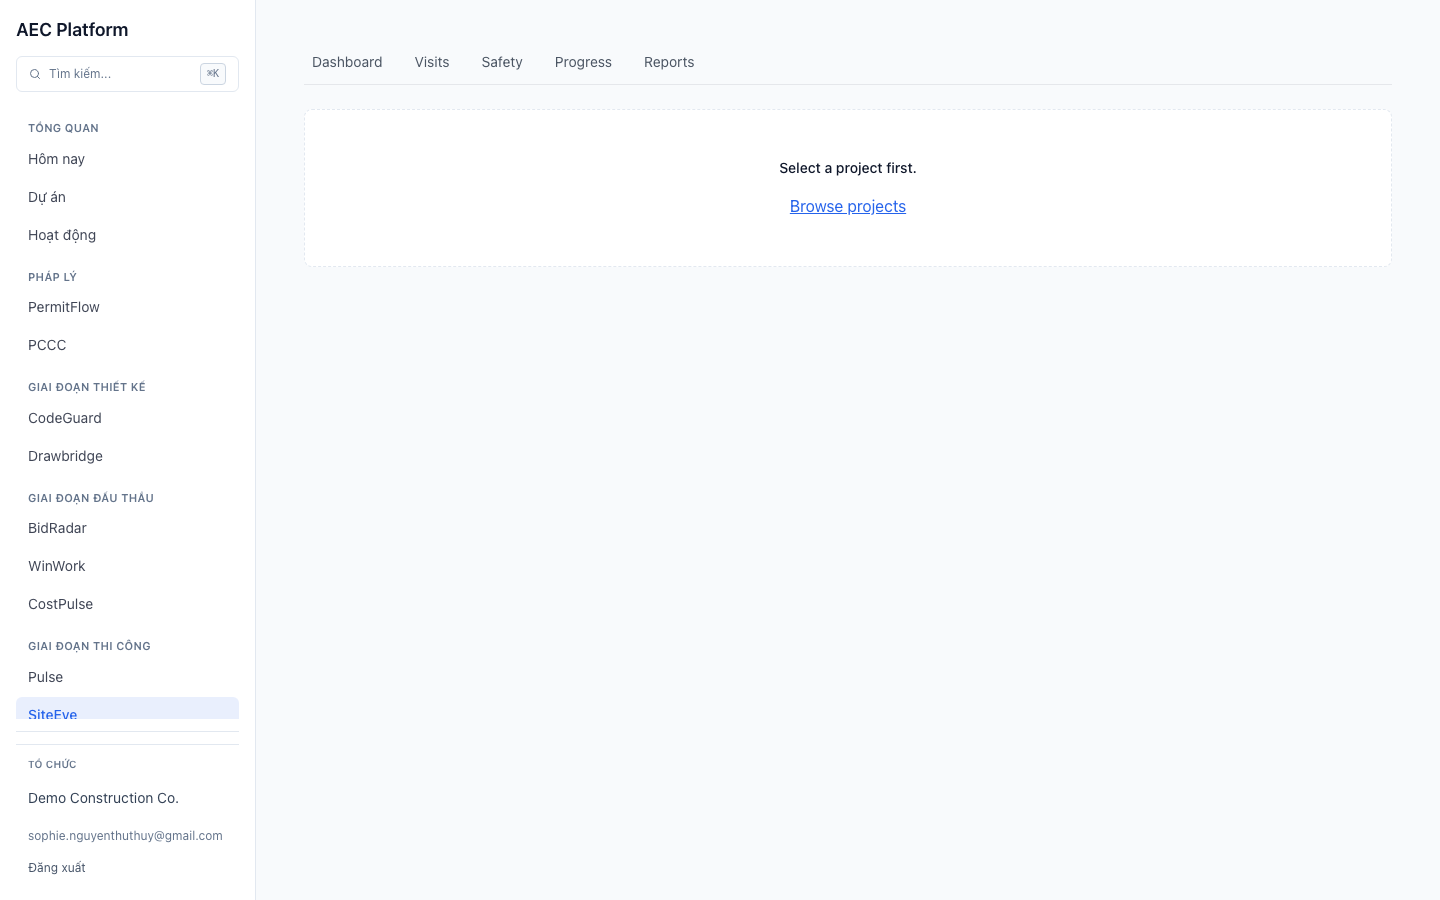 AEC Platform
Tìm kiếm...
⌘K
TỔNG QUAN
Hôm nay
Dự án
Hoạt động
PHÁP LÝ
PermitFlow
PCCC
GIAI ĐOẠN THIẾT KẾ
CodeGuard
Drawbridge
GIAI ĐOẠN ĐẤU THẦU
BidRadar
WinWork
CostPulse
GIAI ĐOẠN THI CÔNG
Pulse
SiteEye
TỔ CHỨC
Demo Construction Co.
sophie.nguyenthuthuy@gmail.com
Đăng xuất
Dashboard Visits Safety Progress Reports
Select a project first.
Browse projects